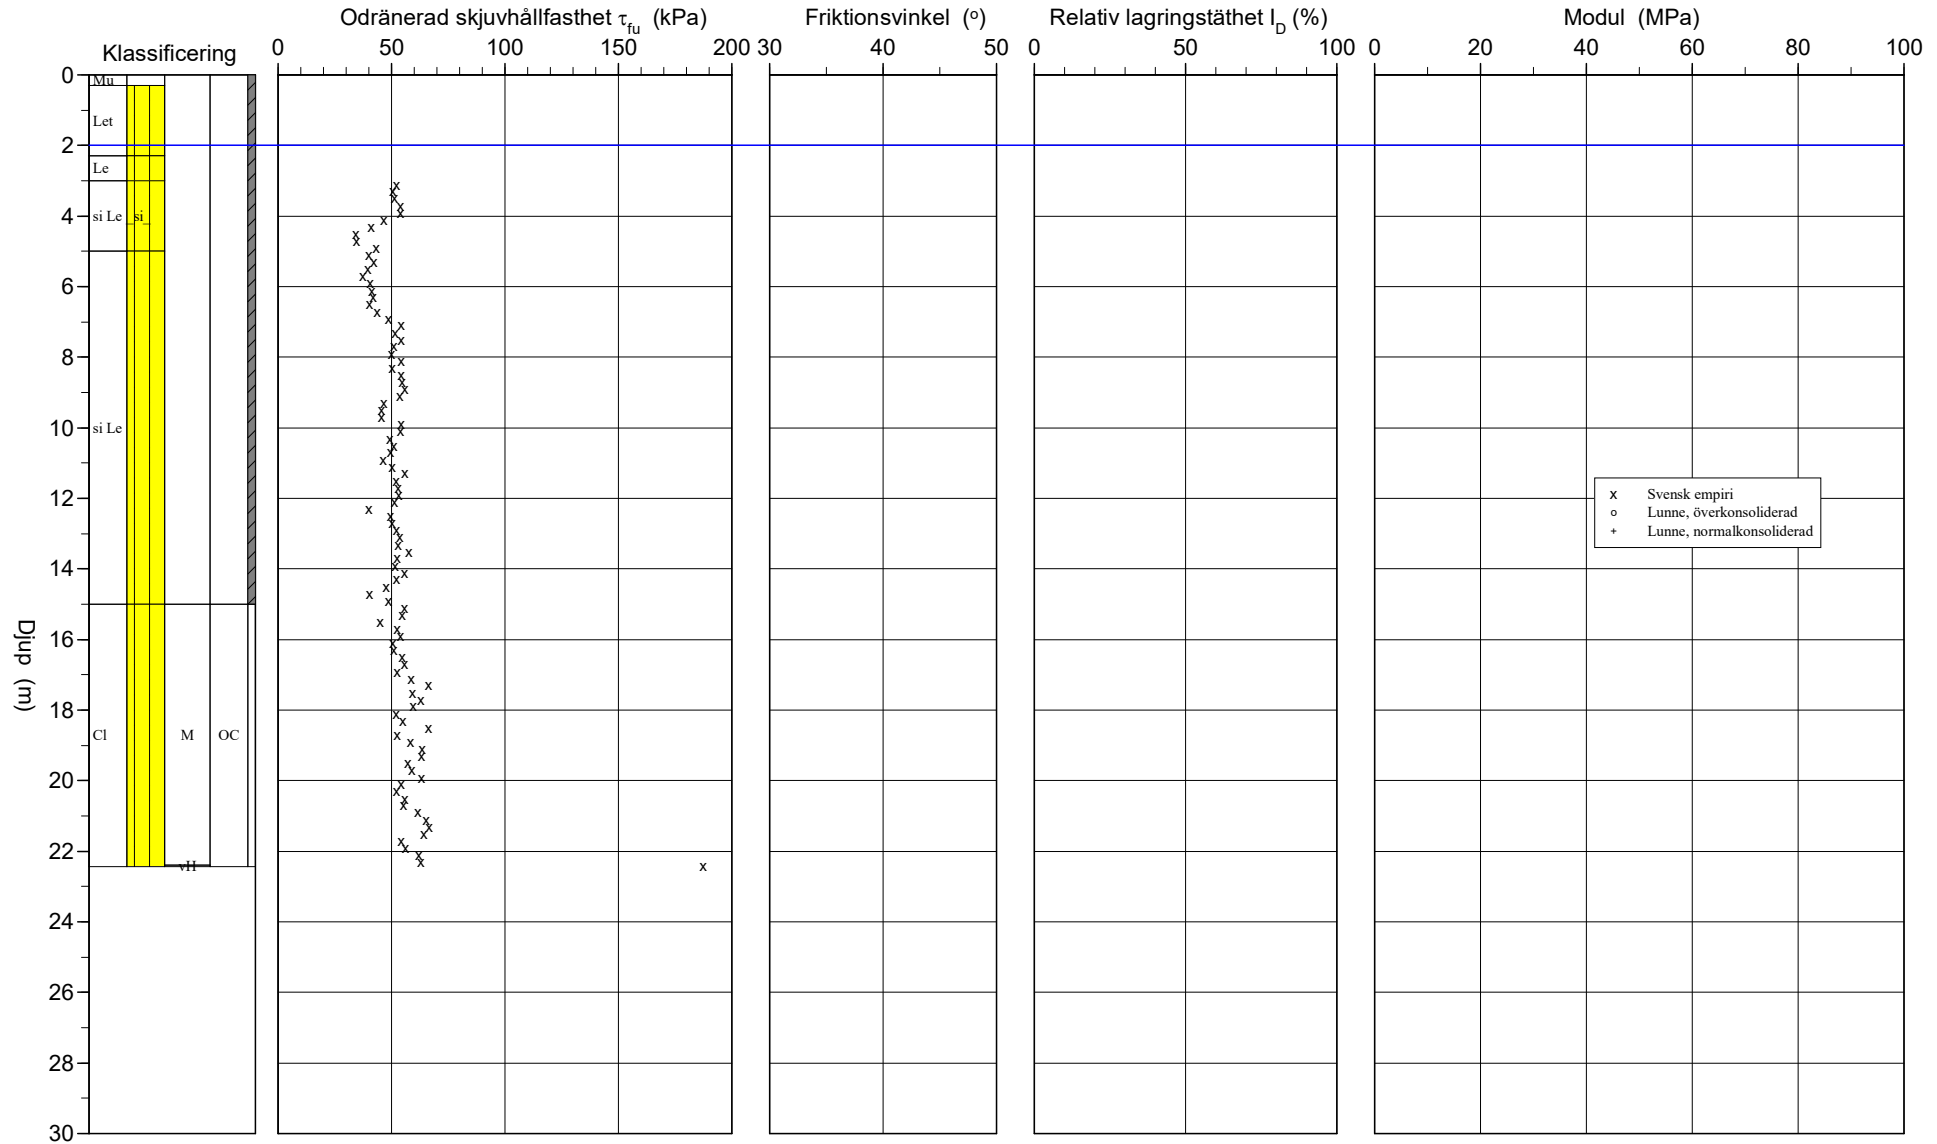 Odränerad skjuvhållfasthet τfu (kPa)
Friktionsvinkel (o)
Relativ lagringstäthet ID (%)
Modul (MPa)
Klassificering
0 50 100 150 200
30 40 50
0 50 100
0 20 40 60 80 100
0
2
4
6
8
10
12
14
16
18
20
22
24
26
28
30
Djup (m)
Mu
Let
Le
si Le _si_
si Le
Cl M OC
vH
x Svensk empiri
o Lunne, överkonsoliderad
+ Lunne, normalkonsoliderad